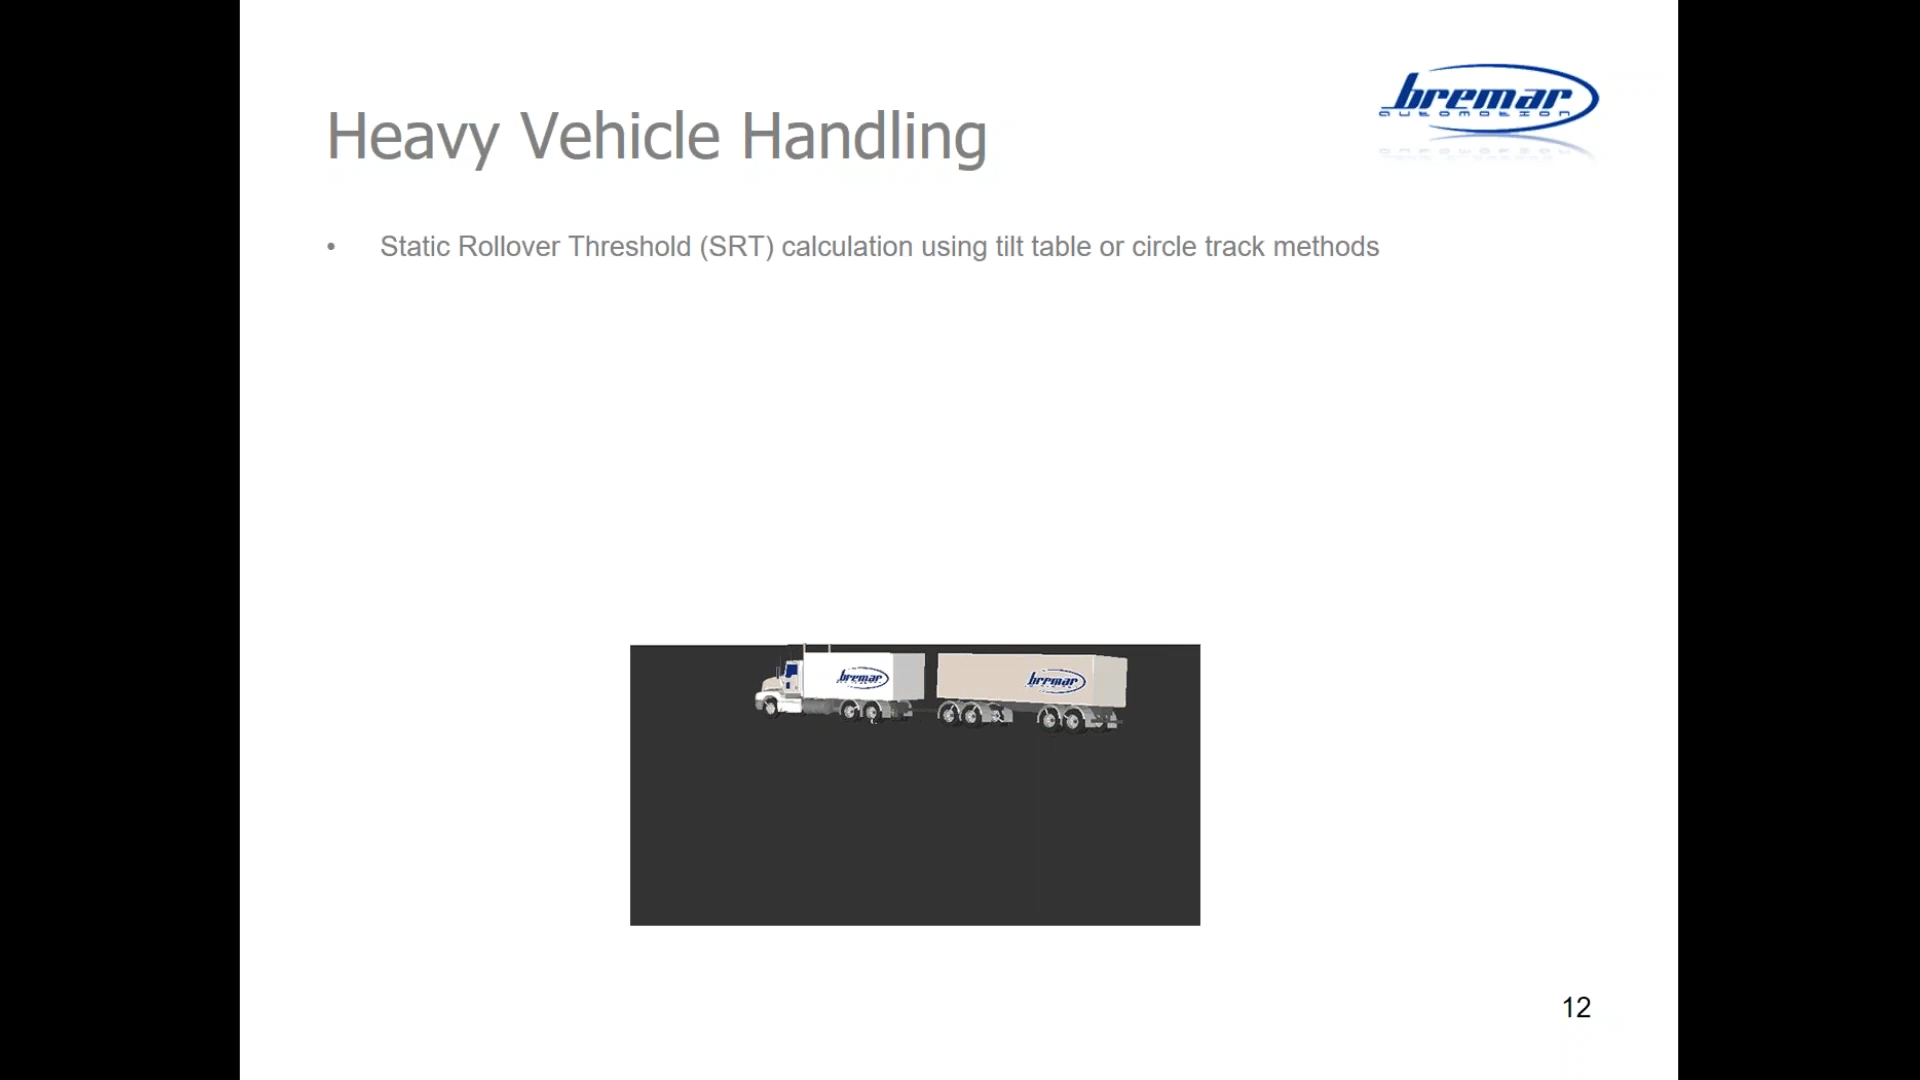 bremar
automotion
Heavy Vehicle Handling
• Static Rollover Threshold (SRT) calculation using tilt table or circle track methods
bremar
bremar
12